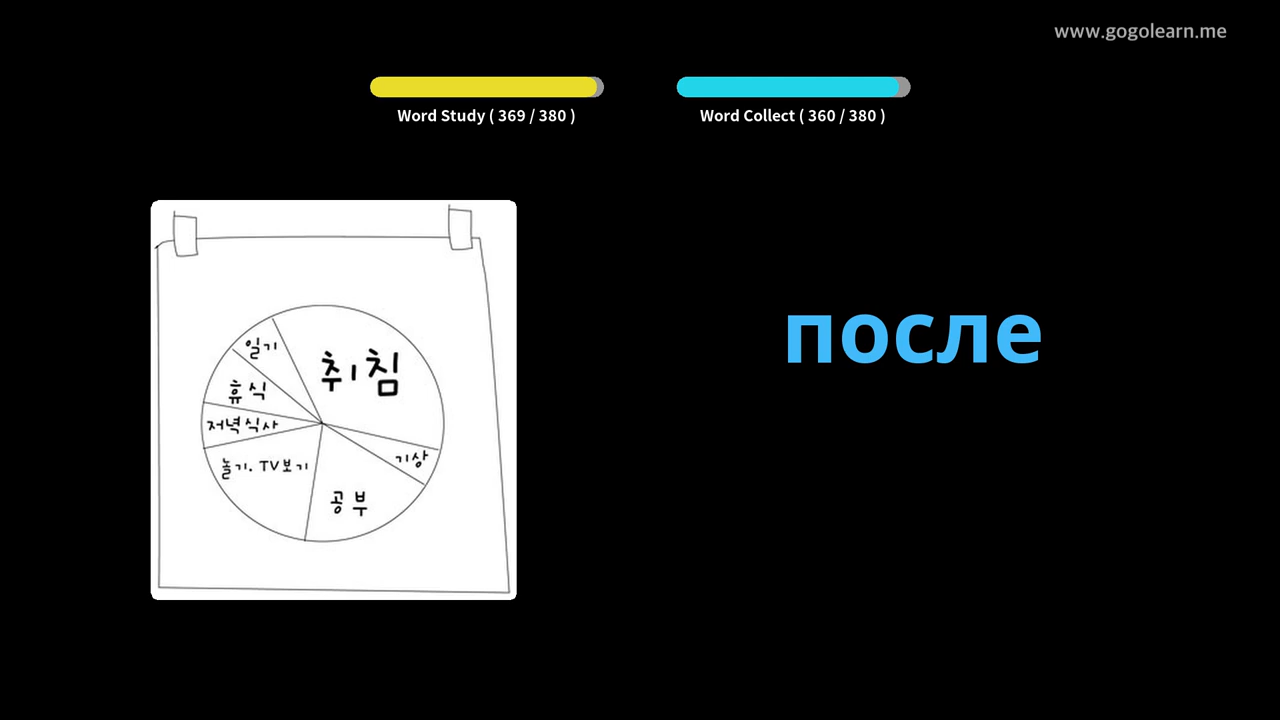 www.gogolearn.me
Word Study ( 369 / 380 )
Word Collect ( 360 / 380 )
일기
취침
휴식
저녁식사
놀기. TV보기
기상
공부
после